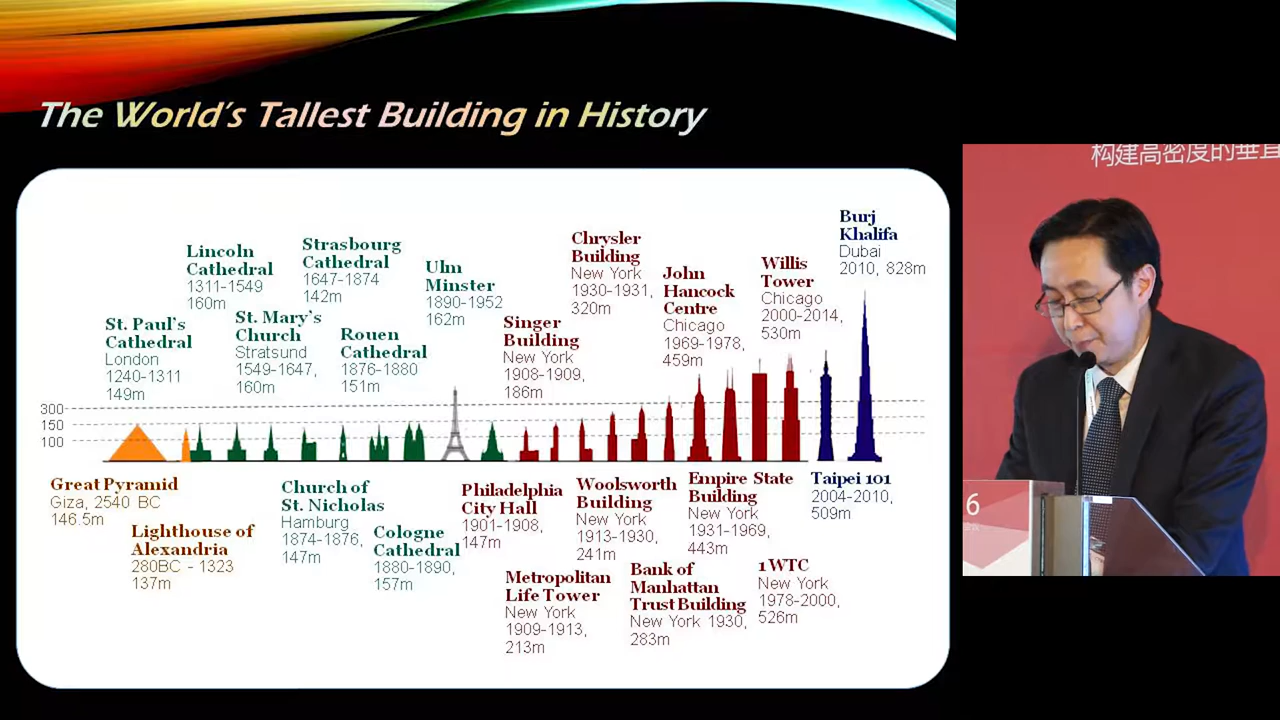 The World's Tallest Building in History
Lincoln
Cathedral
1311-1549
160m
Strasbourg
Cathedral
1647-1874
142m
Ulm
Minster
1890-1952
162m
Chrysler
Building
New York
1930-1931,
320m
John
Hancock
Centre
Chicago
1969-1978,
459m
Willis
Tower
Chicago
2000-2014,
530m
Burj
Khalifa
Dubai
2010, 828m
St. Paul's
Cathedral
London
1240-1311
149m
St. Mary's
Church
Stratsund
1549-1647,
160m
Rouen
Cathedral
1876-1880
151m
Singer
Building
New York
1908-1909,
186m
300
150
100
Great Pyramid
Giza, 2540 BC
146.5m
Lighthouse of
Alexandria
280BC - 1323
137m
Church of
St. Nicholas
Hamburg
1874-1876,
147m
Cologne
Cathedral
1880-1890,
157m
Philadelphia
City Hall
1901-1908,
147m
Metropolitan
Life Tower
New York
1909-1913,
213m
Woolsworth
Building
New York
1913-1930,
241m
Bank of
Manhattan
Trust Building
New York 1930,
283m
Empire State
Building
New York
1931-1969,
443m
1 WTC
New York
1978-2000,
526m
Taipei 101
2004-2010,
509m
构建高密度的垂直
6